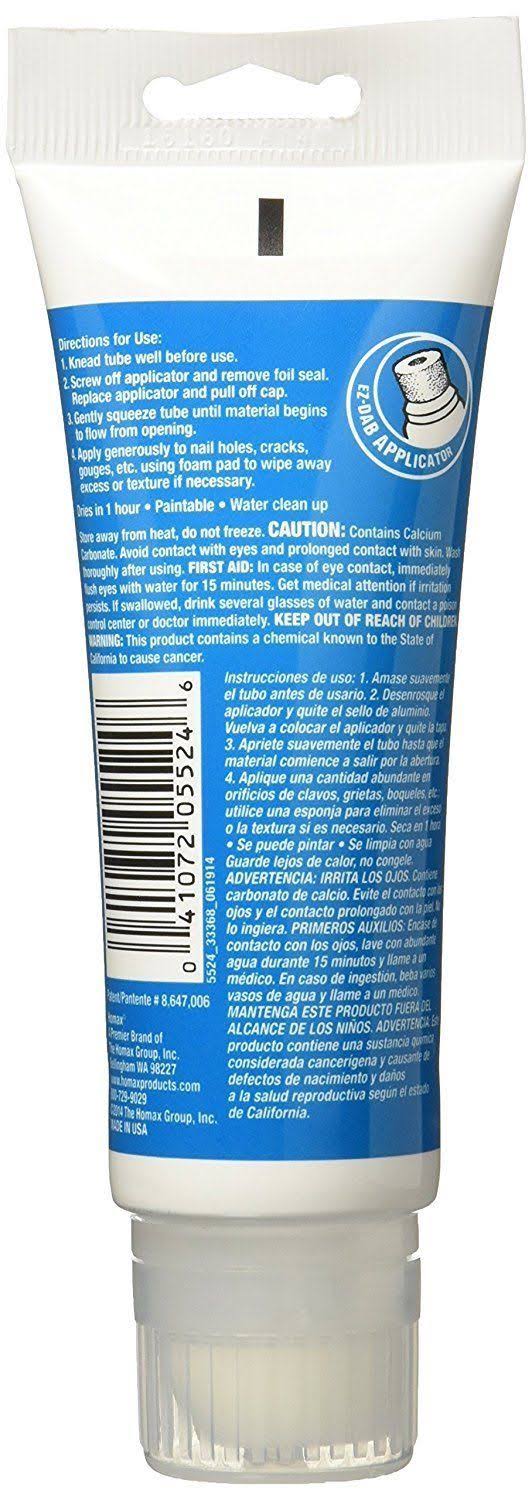 Directions for Use:
1. Knead tube well before use.
2. Screw off applicator and remove foil seal.
Replace applicator and pull off cap.
3. Gently squeeze tube until material begins
to flow from opening.
4. Apply generously to nail holes, cracks,
gouges, etc. using foam pad to wipe away
excess or texture if necessary.
Dries in 1 hour • Paintable • Water clean up
EZ-DAB APPLICATOR
Store away from heat, do not freeze. CAUTION: Contains Calcium
Carbonate. Avoid contact with eyes and prolonged contact with skin. Wash
thoroughly after using. FIRST AID: In case of eye contact, immediately
flush eyes with water for 15 minutes. Get medical attention if irritation
persists. If swallowed, drink several glasses of water and contact a poison
control center or doctor immediately. KEEP OUT OF REACH OF CHILDREN
WARNING: This product contains a chemical known to the State of
California to cause cancer.
Instrucciones de uso: 1. Amase suavemente
el tubo antes de usario. 2. Desenrosque el
aplicador y quite el sello de aluminio.
Vuelva a colocar el aplicador y quite la tapa.
3. Apriete suavemente el tubo hasta que el
material comience a salir por la abertura.
4. Aplique una cantidad abundante en
orificios de clavos, grietas, boqueles, etc.;
utilice una esponja para eliminar el exceso
o la textura si es necesario. Seca en 1 hora
• Se puede pintar • Se limpia con agua
Guarde lejos de calor, no congele.
ADVERTENCIA: IRRITA LOS OJOS. Contiene
carbonato de calcio. Evite el contacto con los
ojos y el contacto prolongado con la piel. No
lo ingiera. PRIMEROS AUXILIOS: Encase de
contacto con los ojos, lave con abundante
agua durante 15 minutos y llame a un
médico. En caso de ingestión, beba varios
vasos de agua y llame a un médico.
MANTENGA ESTE PRODUCTO FUERA DEL
ALCANCE DE LOS NIÑOS. ADVERTENCIA: Este
producto contiene una sustancia química
considerada cancerígena y causante de
defectos de nacimiento y daños
a la salud reproductiva según el estado
de California.
0 41072 05524 6
5524_33368_061914
Patent/Pantente # 8,647,006
Homax®
A Premier Brand of
The Homax Group, Inc.
Bellingham WA 98227
www.homaxproducts.com
800-729-9029
©2014 The Homax Group, Inc.
MADE IN USA